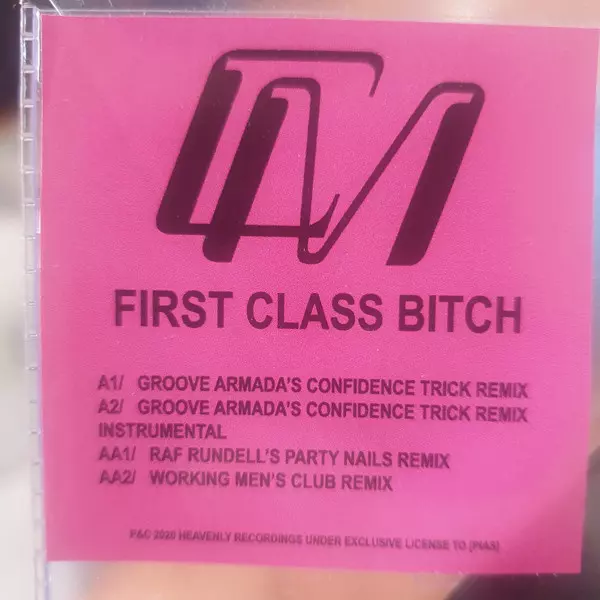 CM
FIRST CLASS BITCH
A1/ GROOVE ARMADA'S CONFIDENCE TRICK REMIX
A2/ GROOVE ARMADA'S CONFIDENCE TRICK REMIX
INSTRUMENTAL
AA1/ RAF RUNDELL'S PARTY NAILS REMIX
AA2/ WORKING MEN'S CLUB REMIX
P&C 2020 HEAVENLY RECORDINGS UNDER EXCLUSIVE LICENSE TO [PIAS]